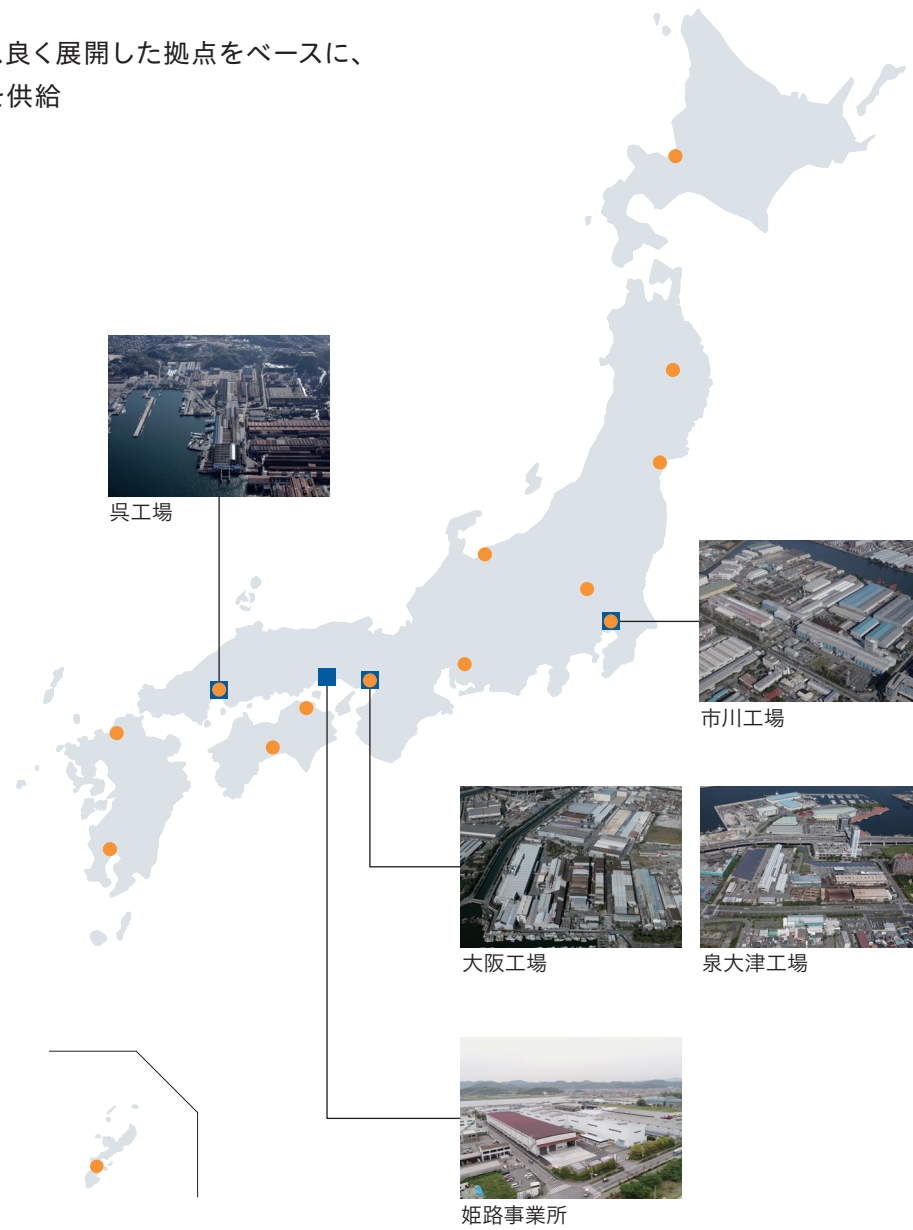 良く展開した拠点をベースに、
供給
呉工場
市川工場
大阪工場
泉大津工場
姫路事業所